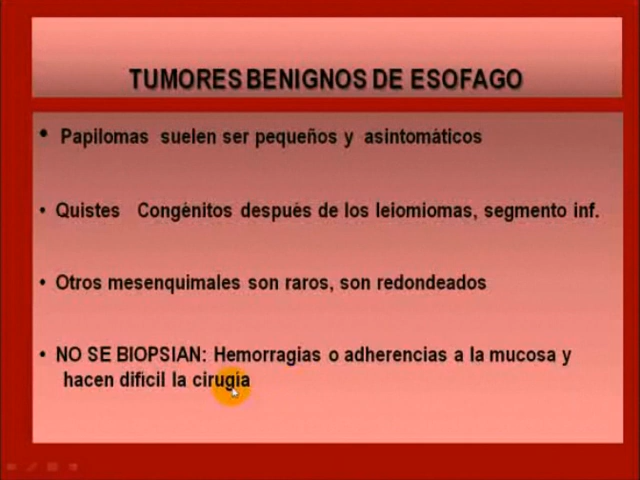 TUMORES BENIGNOS DE ESOFAGO
• Papilomas suelen ser pequeños y asintomáticos
• Quistes Congénitos después de los leiomiomas, segmento inf.
• Otros mesenquimales son raros, son redondeados
• NO SE BIOPSIAN: Hemorragias o adherencias a la mucosa y
hacen difícil la cirugía